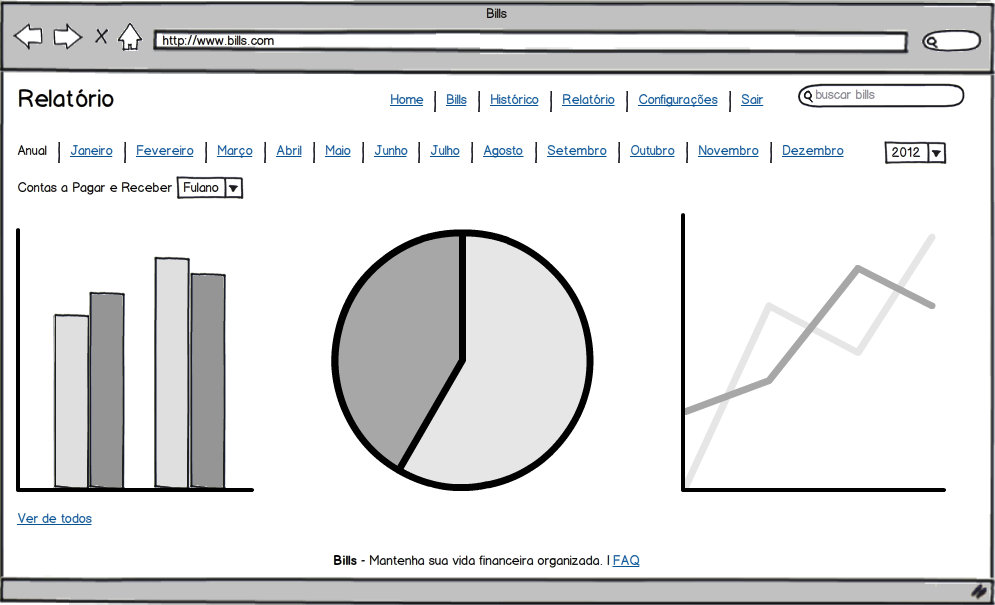 Bills
http://www.bills.com
Relatório
Home | Bills | Histórico | Relatório | Configurações | Sair
buscar bills
Anual | Janeiro | Fevereiro | Março | Abril | Maio | Junho | Julho | Agosto | Setembro | Outubro | Novembro | Dezembro
2012
Contas a Pagar e Receber Fulano
Ver de todos
Bills - Mantenha sua vida financeira organizada. | FAQ